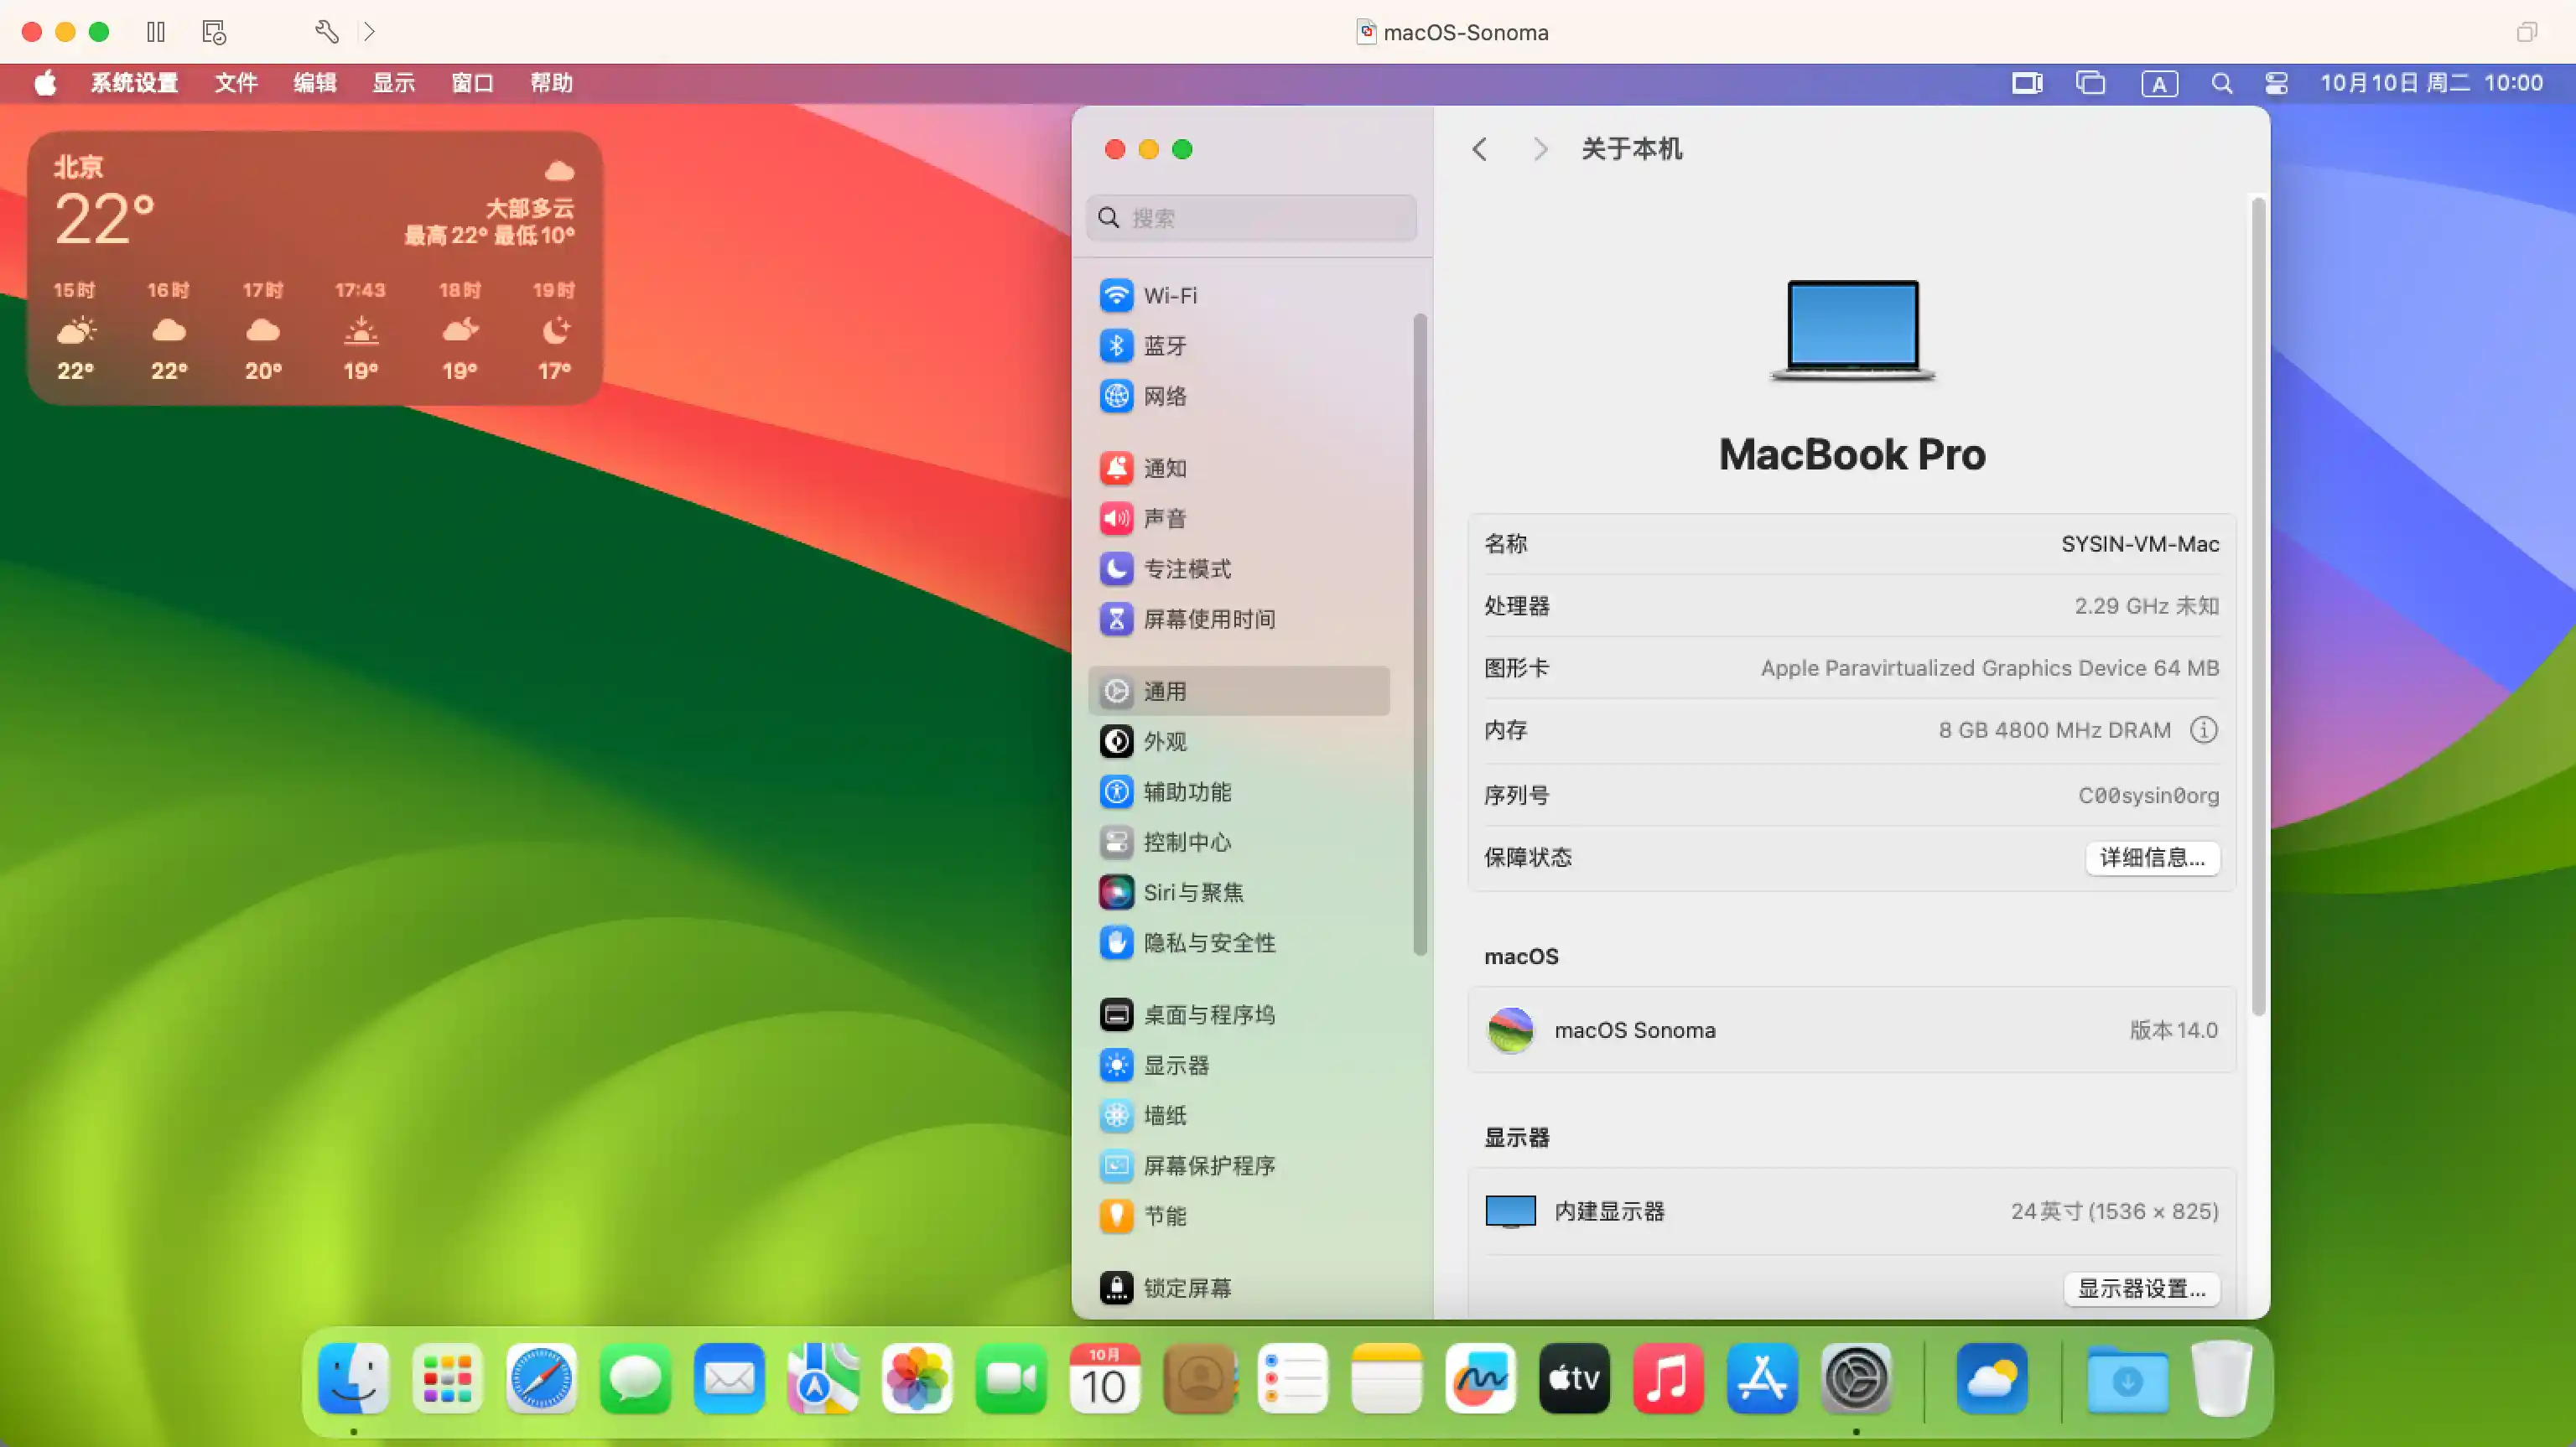 macOS-Sonoma
系统设置 文件 编辑 显示 窗口 帮助
A 10月10日 周二 10:00
北京
22°
大部多云
最高22° 最低10°
15时 16时 17时 17:43 18时 19时
22° 22° 20° 19° 19° 17°
搜索
Wi-Fi
蓝牙
网络
通知
声音
专注模式
屏幕使用时间
通用
外观
辅助功能
控制中心
Siri与聚焦
隐私与安全性
桌面与程序坞
显示器
墙纸
屏幕保护程序
节能
锁定屏幕
关于本机
MacBook Pro
名称 SYSIN-VM-Mac
处理器 2.29 GHz 未知
图形卡 Apple Paravirtualized Graphics Device 64 MB
内存 8 GB 4800 MHz DRAM
序列号 C00sysin0org
保障状态 详细信息...
macOS
macOS Sonoma 版本14.0
显示器
内建显示器 24英寸 (1536 × 825)
显示器设置...
10月
10
tv